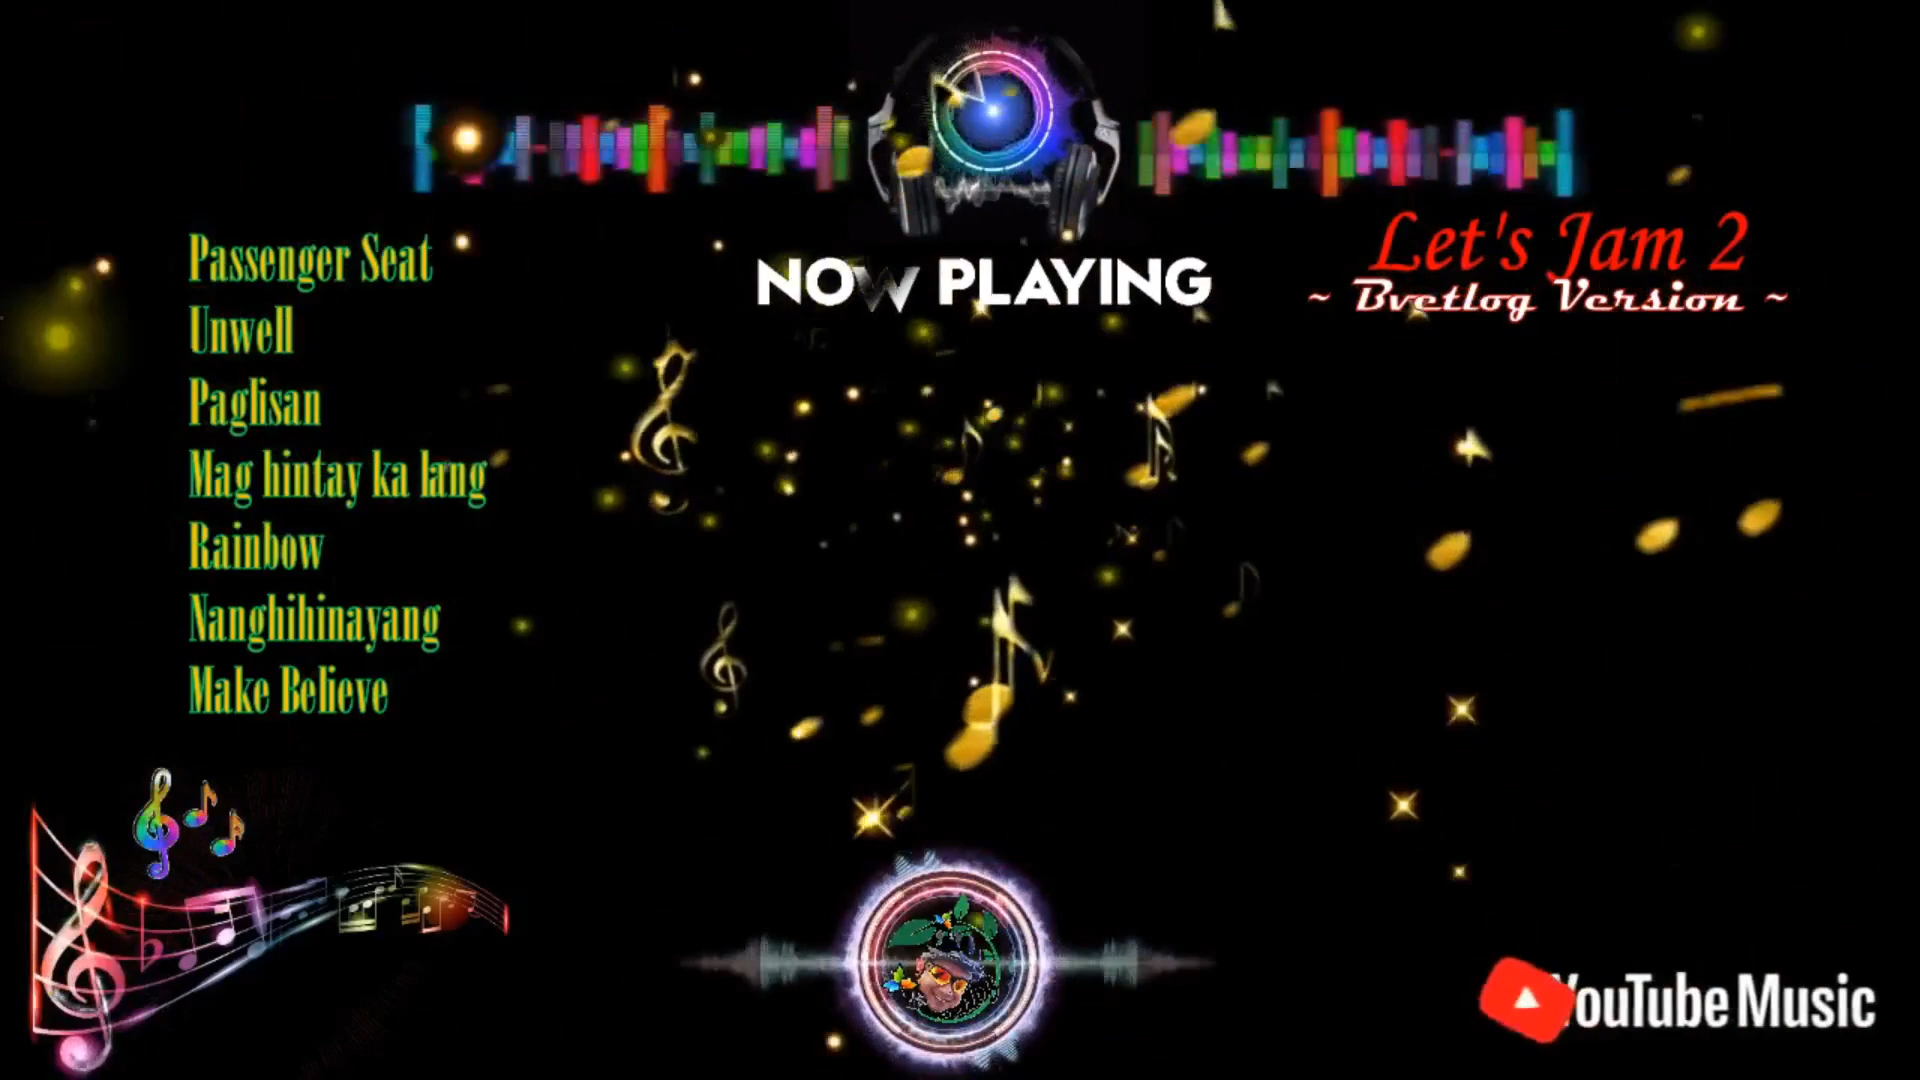 Passenger Seat
Unwell
Paglisan
Mag hintay ka lang
Rainbow
Nanghihinayang
Make Believe
NOW PLAYING
Let's Jam 2
~ Bvetlog Version ~
YouTube Music